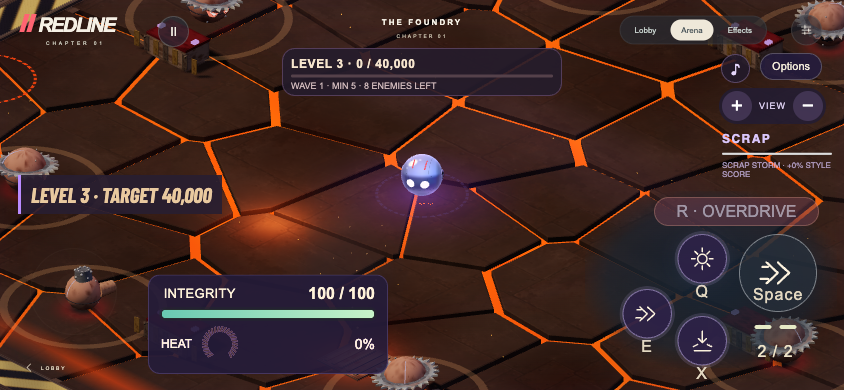 REDLINE
CHAPTER 01
THE FOUNDRY
CHAPTER 01
Lobby
Arena
Effects
LEVEL 3 · 0 / 40,000
WAVE 1 · MIN 5 · 8 ENEMIES LEFT
Options
+ VIEW −
SCRAP
SCRAP STORM · +0% STYLE
SCORE
LEVEL 3 · TARGET 40,000
R · OVERDRIVE
Q
Space
E
X
2 / 2
INTEGRITY 100 / 100
HEAT 0%
LOBBY